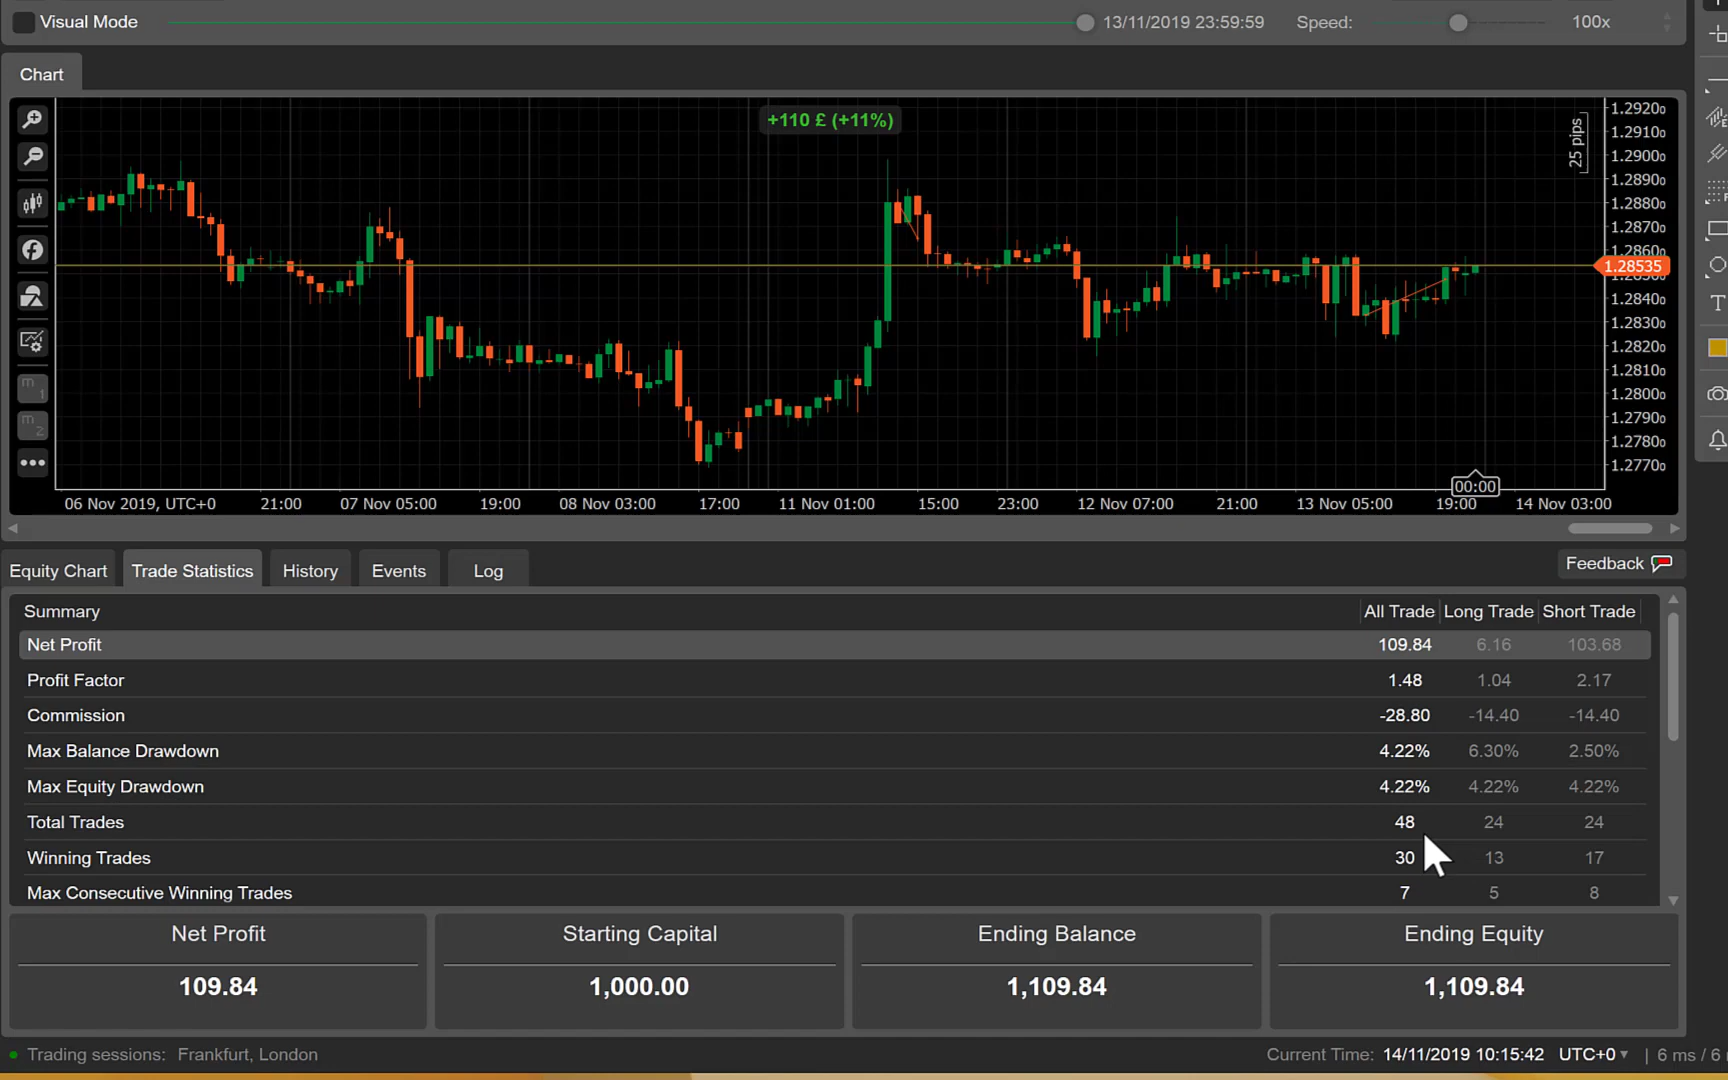 Visual Mode 13/11/2019 23:59:59 Speed: 100x
Chart
+110 £ (+11%)
25 pips
1.29200
1.29100
1.29000
1.28900
1.28800
1.28700
1.28600
1.28535
1.28400
1.28300
1.28200
1.28100
1.28000
1.27900
1.27800
1.27700
m1
m2
00:00
06 Nov 2019, UTC+0 21:00 07 Nov 05:00 19:00 08 Nov 03:00 17:00 11 Nov 01:00 15:00 23:00 12 Nov 07:00 21:00 13 Nov 05:00 19:00 14 Nov 03:00
Equity Chart Trade Statistics History Events Log Feedback
Summary All Trade Long Trade Short Trade
Net Profit 109.84 6.16 103.68
Profit Factor 1.48 1.04 2.17
Commission -28.80 -14.40 -14.40
Max Balance Drawdown 4.22% 6.30% 2.50%
Max Equity Drawdown 4.22% 4.22% 4.22%
Total Trades 48 24 24
Winning Trades 30 13 17
Max Consecutive Winning Trades 7 5 8
Net Profit Starting Capital Ending Balance Ending Equity
109.84 1,000.00 1,109.84 1,109.84
Trading sessions: Frankfurt, London Current Time: 14/11/2019 10:15:42 UTC+0 | 6 ms / 6